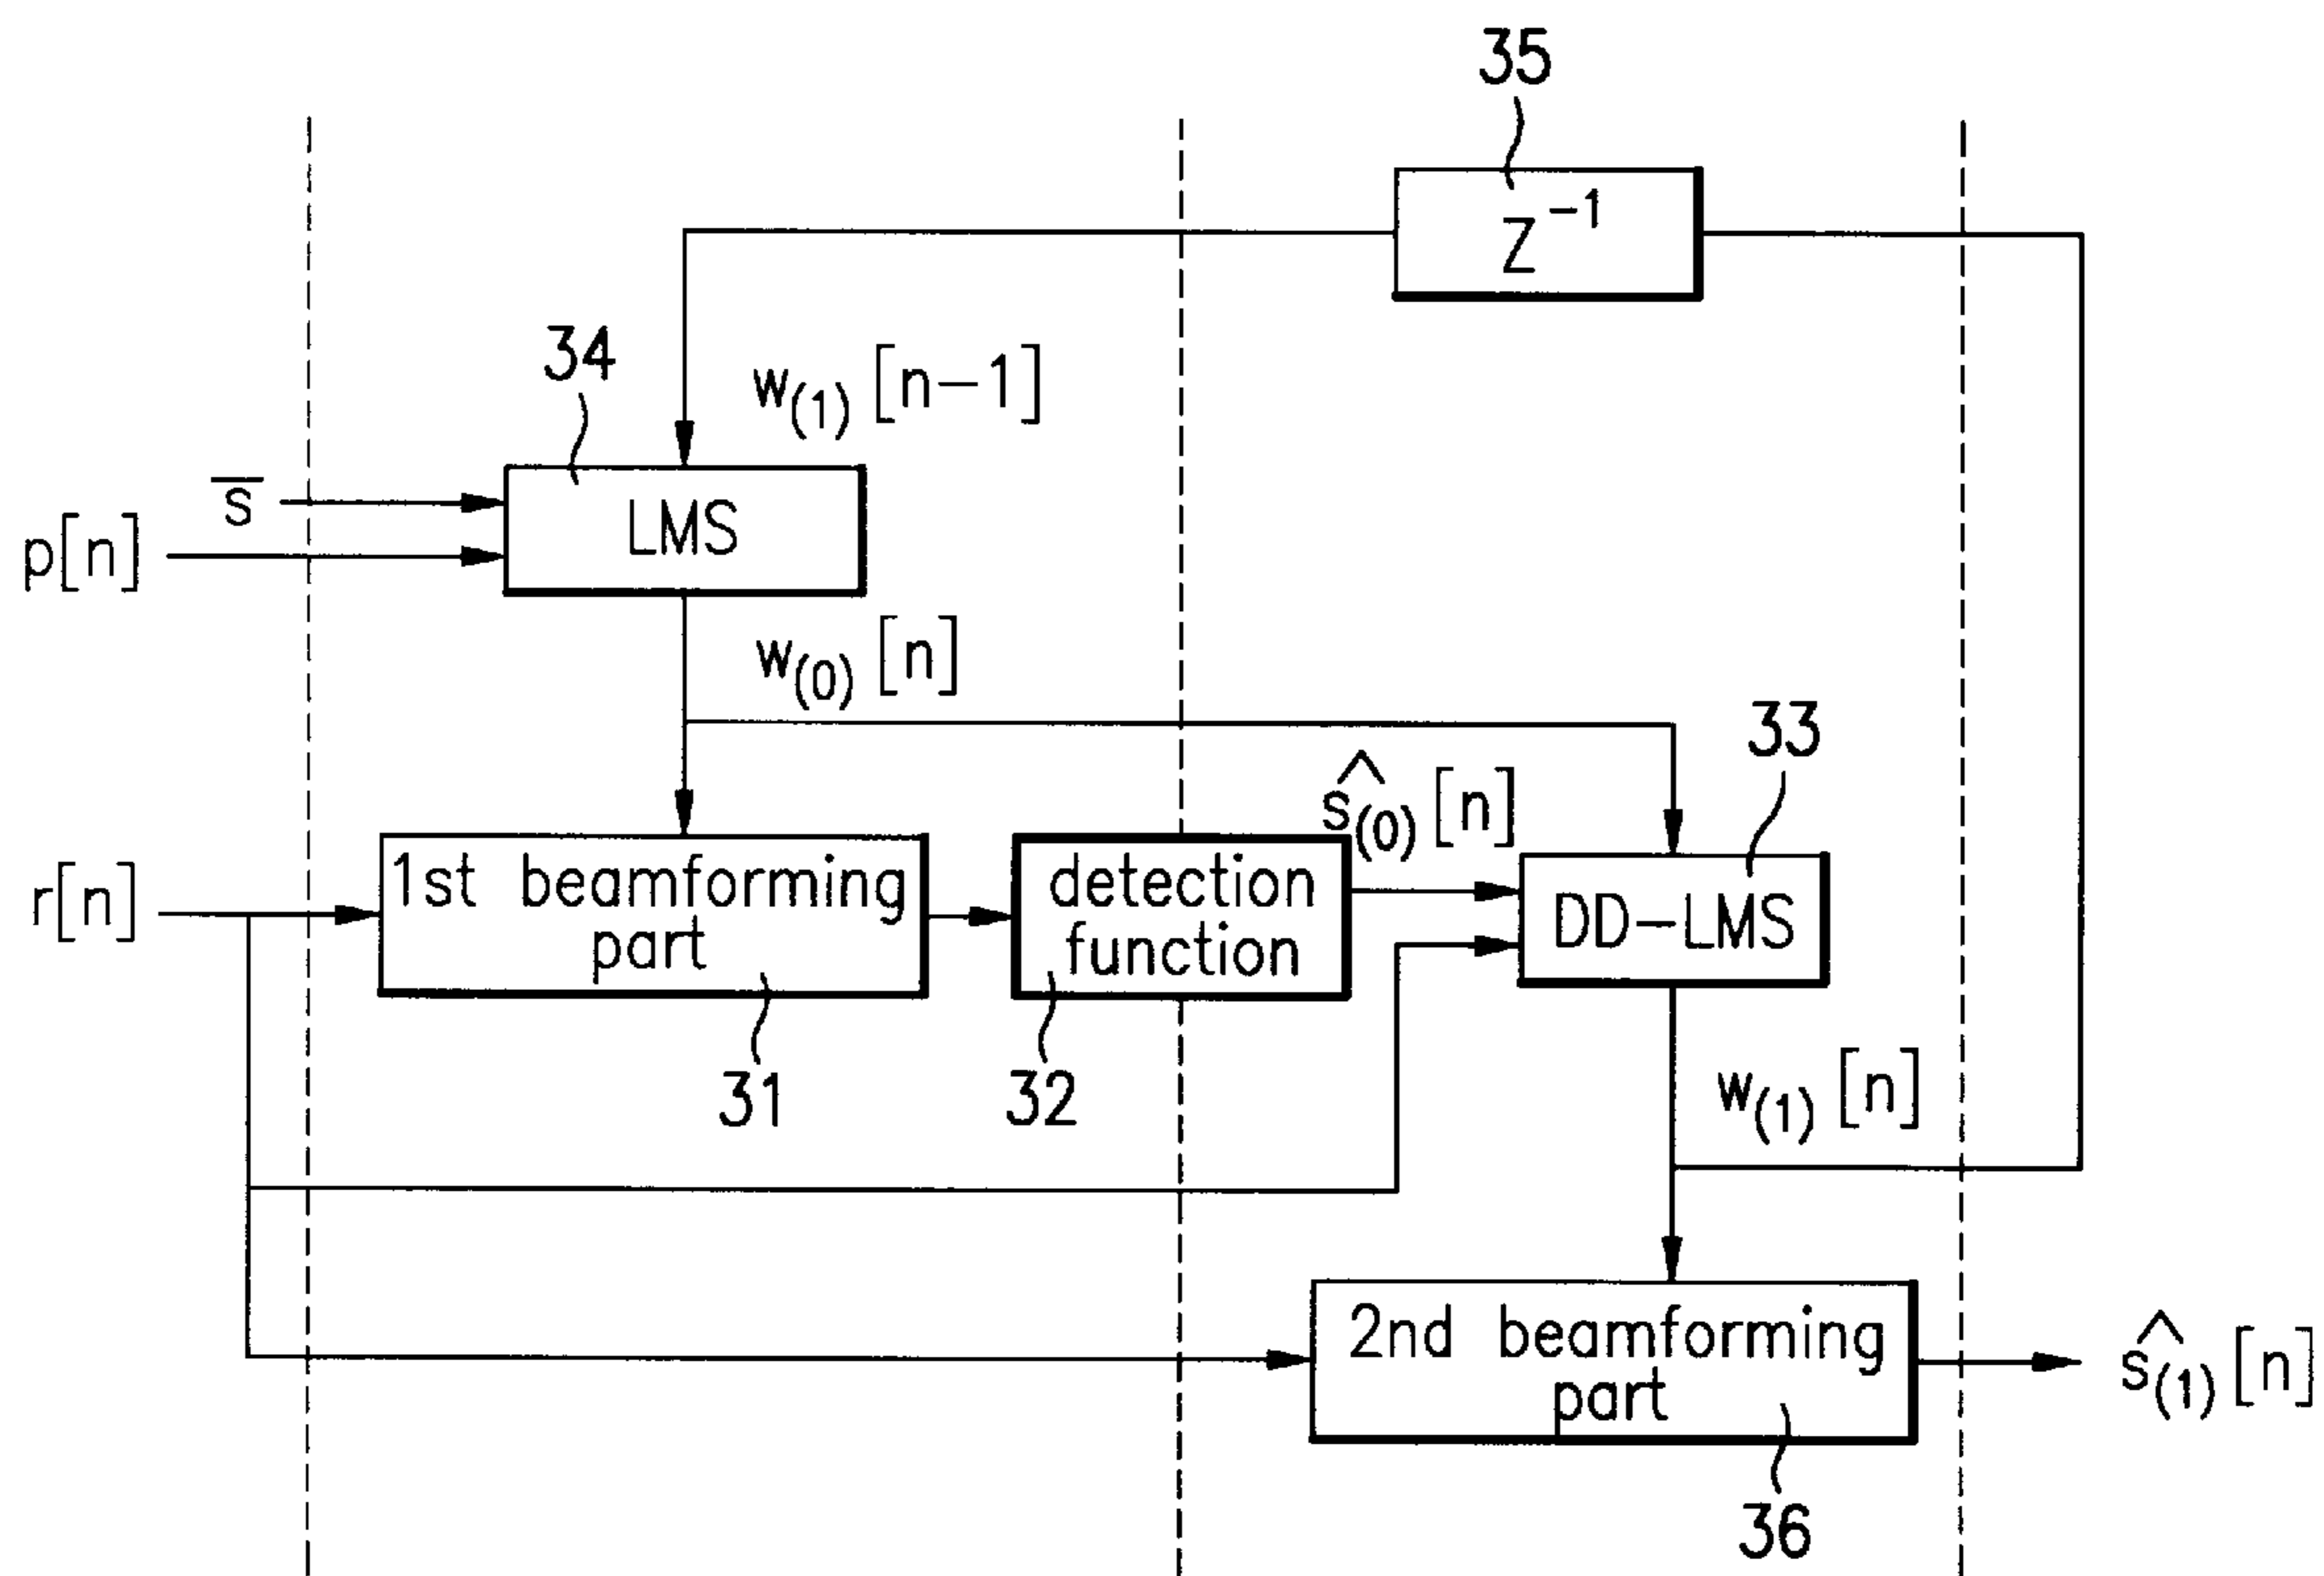 35
Z⁻¹
34
w₍₁₎ [n−1]
s̅
p[n]
LMS
w₍₀₎ [n]
33
ŝ₍₀₎ [n]
r[n]
1st beamforming
part
detection
function
DD−LMS
31
32
w₍₁₎ [n]
2nd beamforming
part
ŝ₍₁₎ [n]
36